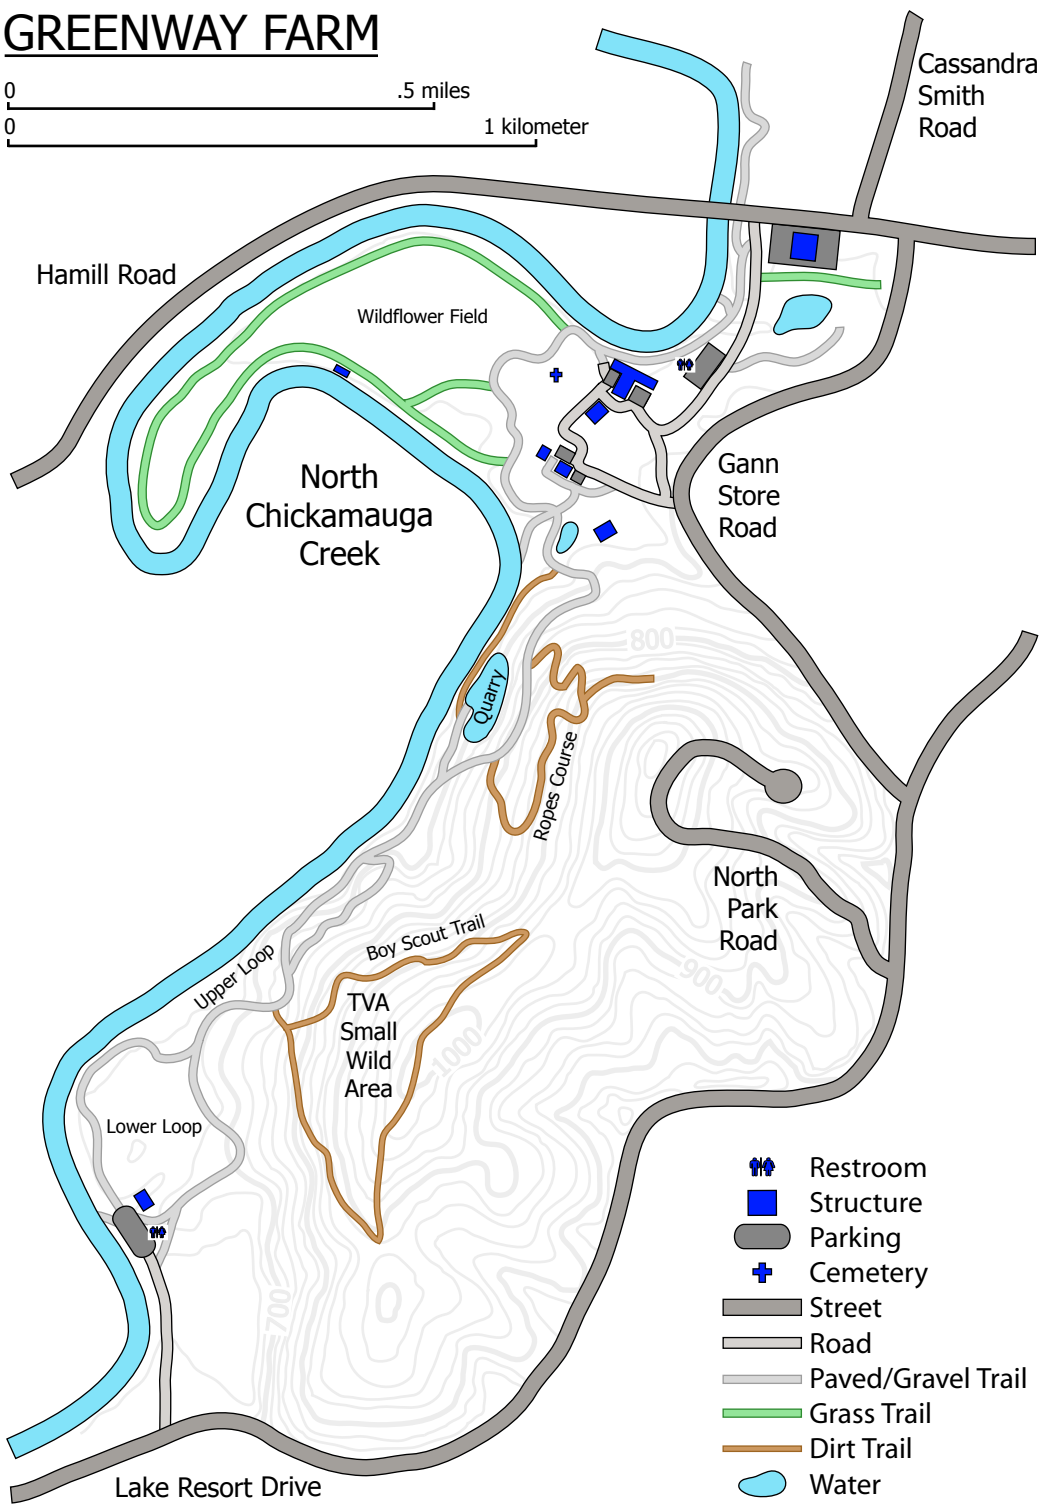 GREENWAY FARM
0 .5 miles
0 1 kilometer
Cassandra
Smith
Road
Hamill Road
Wildflower Field
North
Chickamauga
Creek
Gann
Store
Road
800
Quarry
Ropes Course
North
Park
Road
900
Boy Scout Trail
Upper Loop
TVA
Small
Wild
Area
1000
Lower Loop
700
Restroom
Structure
Parking
Cemetery
Street
Road
Paved/Gravel Trail
Grass Trail
Dirt Trail
Water
Lake Resort Drive